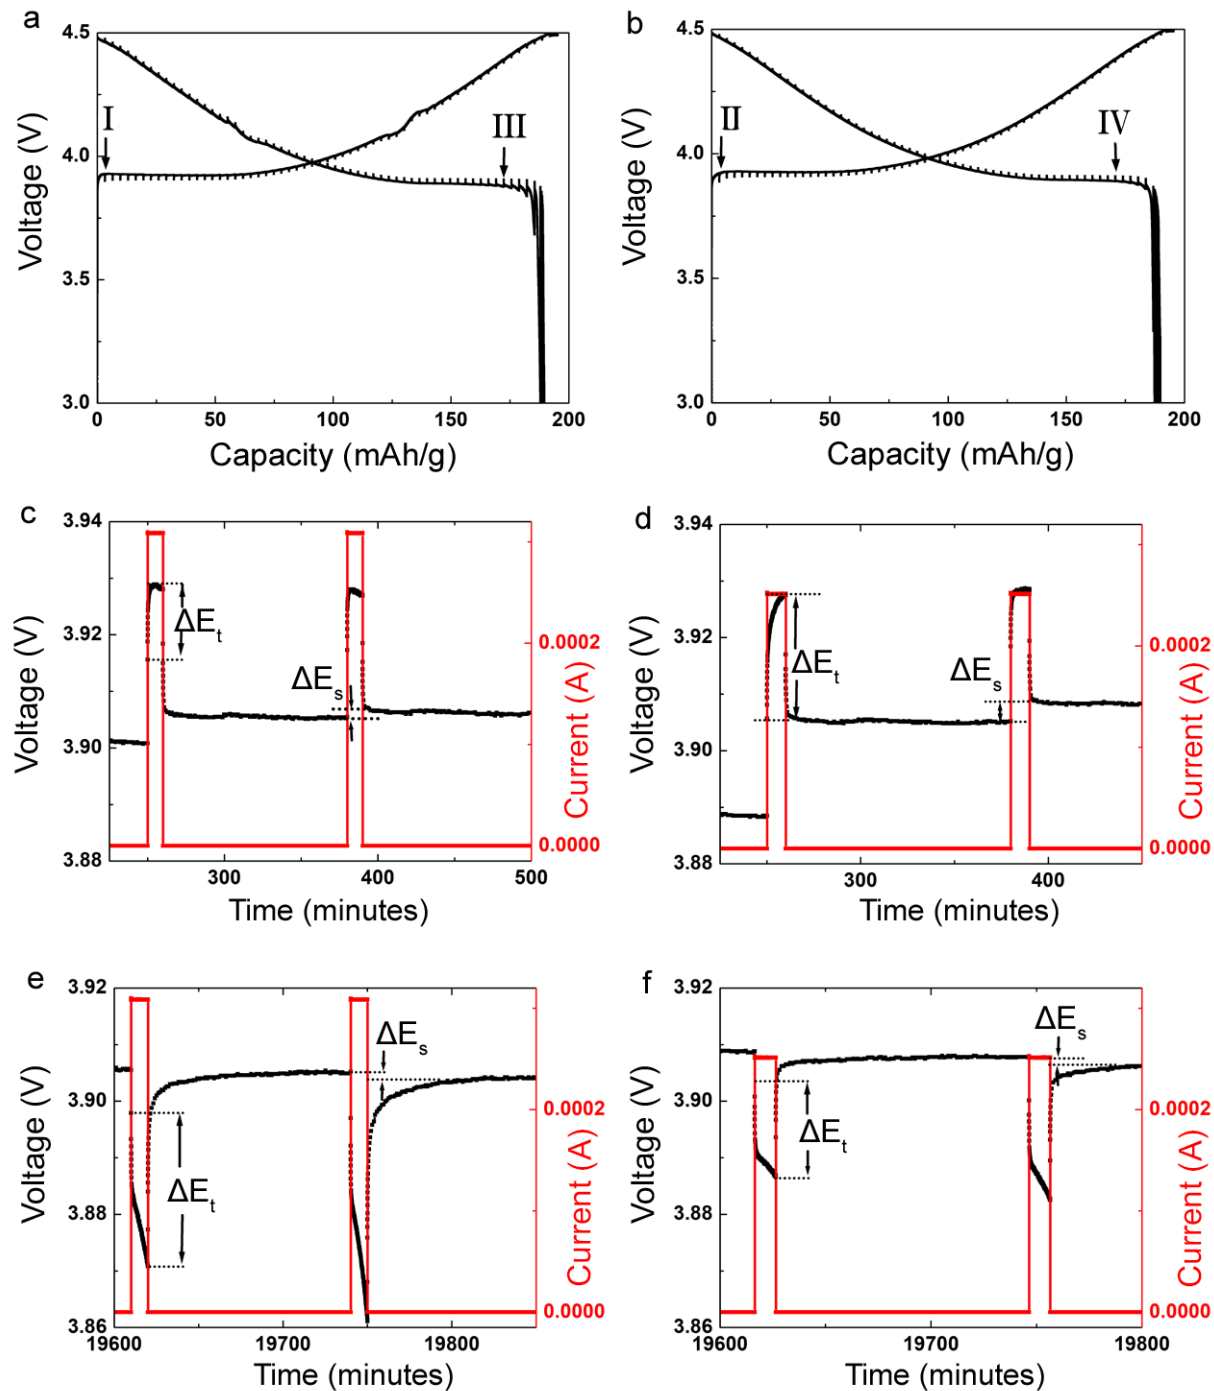 a
4.5
4.0
3.5
3.0
Voltage (V)
I
III
0
50
100
150
200
Capacity (mAh/g)
b
4.5
4.0
3.5
3.0
Voltage (V)
II
IV
0
50
100
150
200
Capacity (mAh/g)
c
3.94
3.92
3.90
3.88
Voltage (V)
ΔEt
ΔEs
0.0002
0.0000
Current (A)
300
400
500
Time (minutes)
d
3.94
3.92
3.90
3.88
Voltage (V)
ΔEt
ΔEs
0.0002
0.0000
Current (A)
300
400
Time (minutes)
e
3.92
3.90
3.88
3.86
Voltage (V)
ΔEt
ΔEs
0.0002
0.0000
Current (A)
19600
19700
19800
Time (minutes)
f
3.92
3.90
3.88
3.86
Voltage (V)
ΔEt
ΔEs
0.0002
0.0000
Current (A)
19600
19700
19800
Time (minutes)